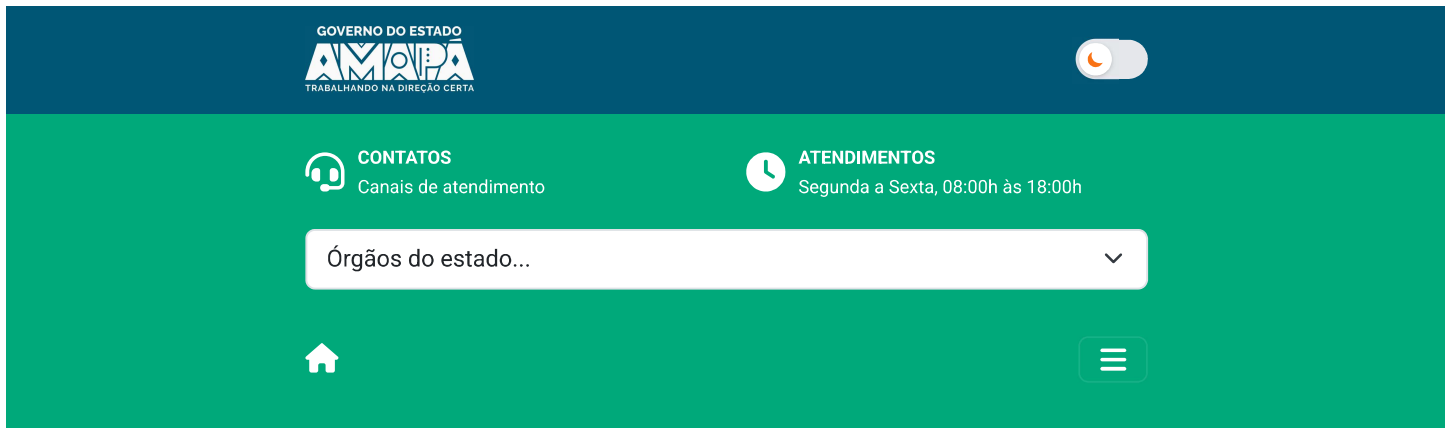 GOVERNO DO ESTADO
AMAPÁ
TRABALHANDO NA DIREÇÃO CERTA
CONTATOS
Canais de atendimento
ATENDIMENTOS
Segunda a Sexta, 08:00h às 18:00h
Órgãos do estado...